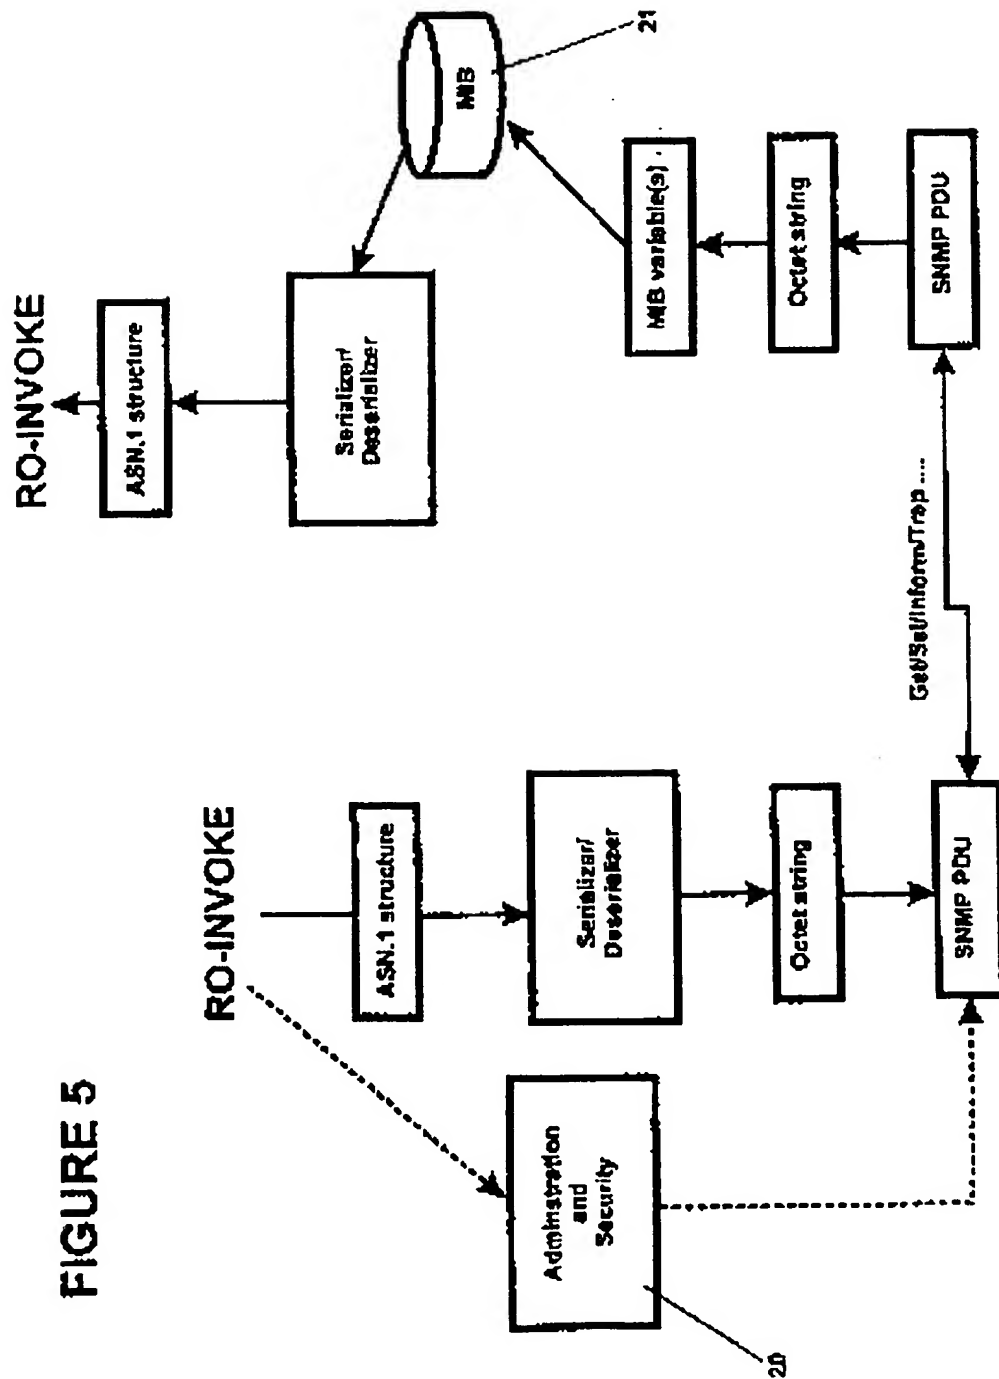 FIGURE 5
RO-INVOKE
ASN.1 structure
Serializer/
Deserializer
Octet string
SNMP PDU
Adminstration
and
Security
20
Get/Set/Inform/Trap ....
RO-INVOKE
ASN.1 structure
Serializer/
Deserializer
MIB
21
MIB variable(s)
Octet string
SNMP PDU